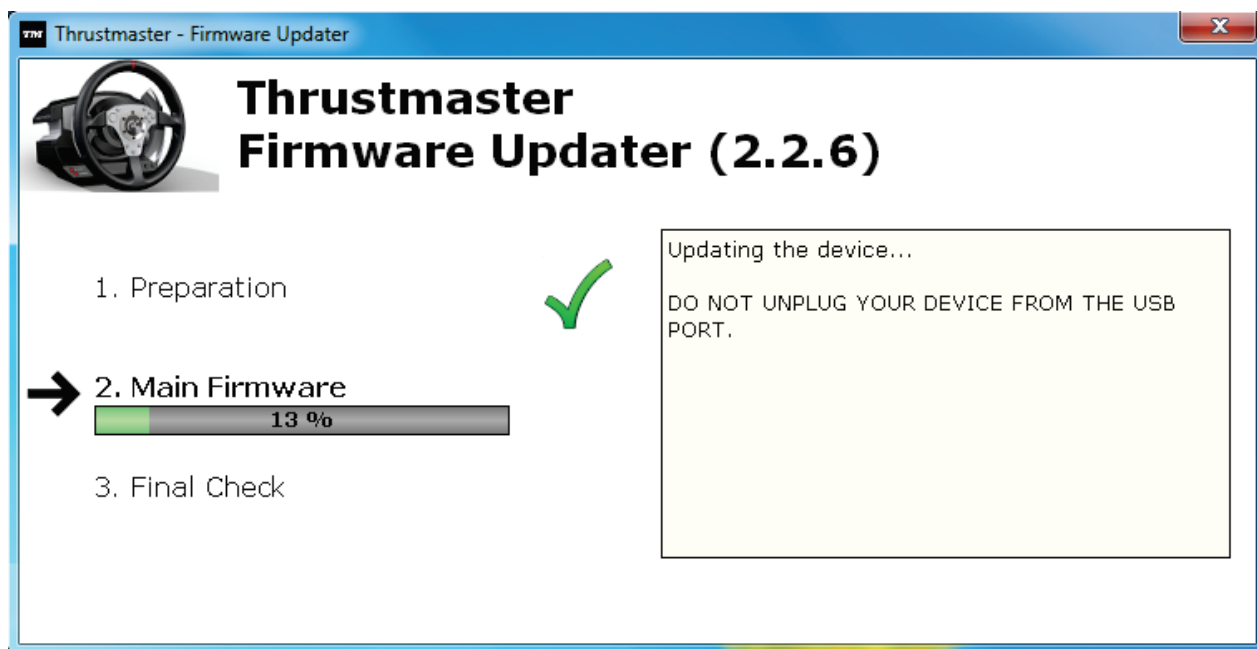 TM Thrustmaster - Firmware Updater
x
Thrustmaster
Firmware Updater (2.2.6)
1. Preparation
2. Main Firmware
13 %
3. Final Check
Updating the device...
DO NOT UNPLUG YOUR DEVICE FROM THE USB
PORT.